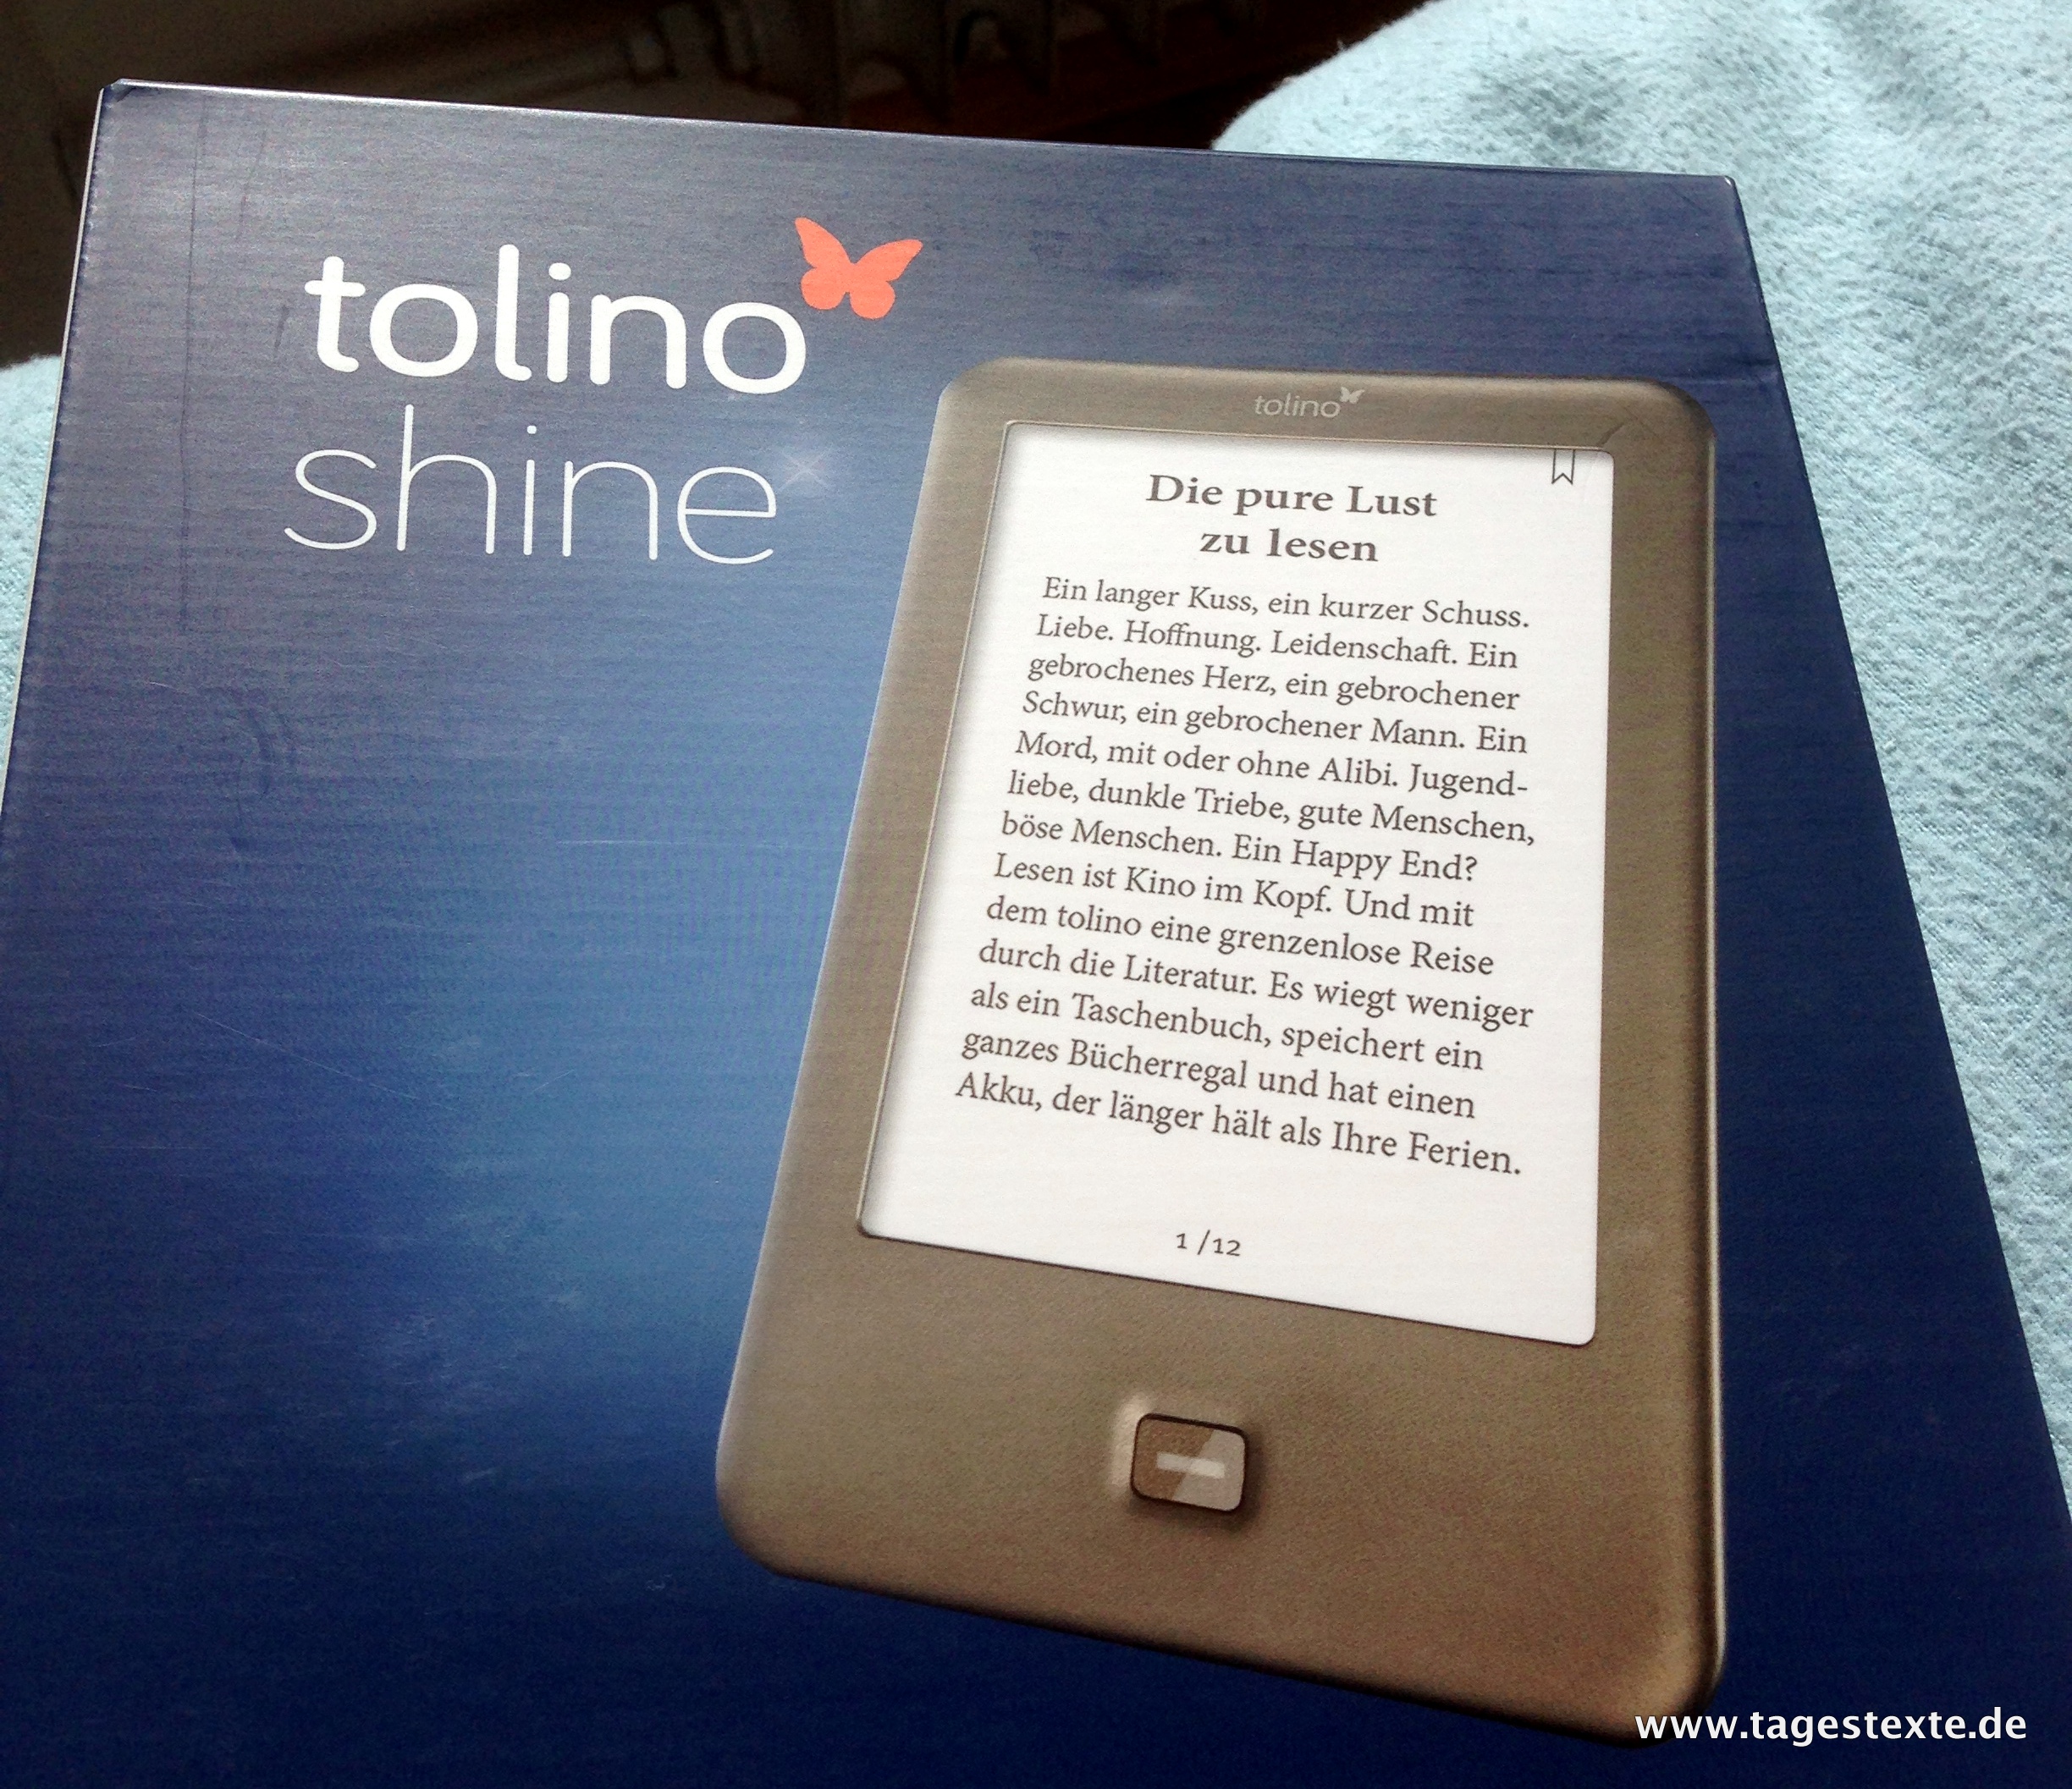 tolino
shine
tolino
Die pure Lust
zu lesen
Ein langer Kuss, ein kurzer Schuss.
Liebe. Hoffnung. Leidenschaft. Ein
gebrochenes Herz, ein gebrochener
Schwur, ein gebrochener Mann. Ein
Mord, mit oder ohne Alibi. Jugend-
liebe, dunkle Triebe, gute Menschen,
böse Menschen. Ein Happy End?
Lesen ist Kino im Kopf. Und mit
dem tolino eine grenzenlose Reise
durch die Literatur. Es wiegt weniger
als ein Taschenbuch, speichert ein
ganzes Bücherregal und hat einen
Akku, der länger hält als Ihre Ferien.
1 /12
www.tagestexte.de